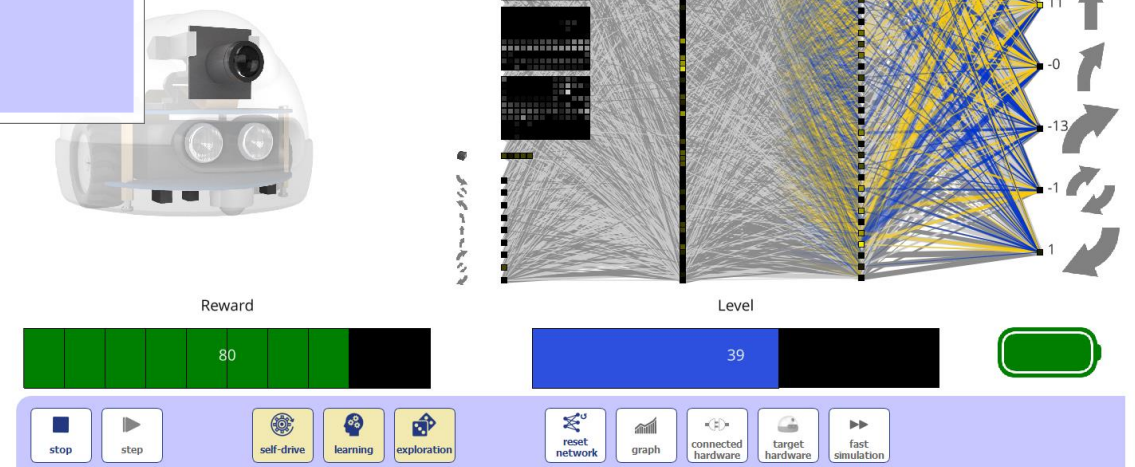 11
-0
-13
-1
1
Reward
Level
80
39
stop
step
self-drive
learning
exploration
reset
network
graph
connected
hardware
target
hardware
fast
simulation